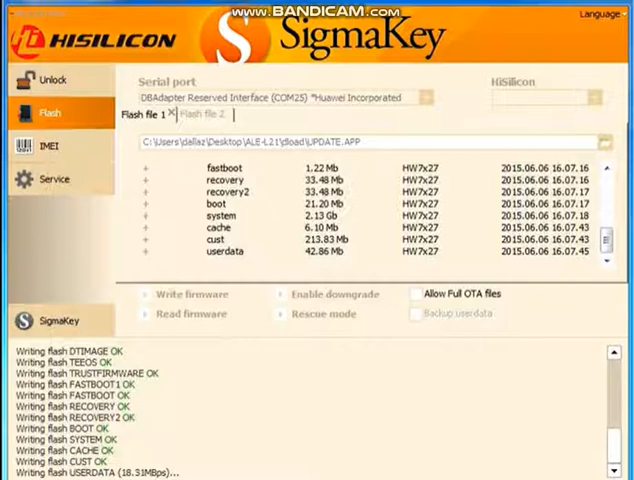 www.BANDICAM.com
Language
HISILICON
SigmaKey
Unlock
Flash
IMEI
Service
SigmaKey
Serial port
HiSilicon
DBAdapter Reserved Interface (COM25) *Huawei Incorporated
Flash file 1
Flash file 2
C:\Users\dallaz\Desktop\ALE-L21\dload\UPDATE.APP
fastboot 1.22 Mb HW7x27 2015.06.06 16.07.16
recovery 33.48 Mb HW7x27 2015.06.06 16.07.16
recovery2 33.48 Mb HW7x27 2015.06.06 16.07.17
boot 21.20 Mb HW7x27 2015.06.06 16.07.17
system 2.13 Gb HW7x27 2015.06.06 16.07.18
cache 6.10 Mb HW7x27 2015.06.06 16.07.43
cust 213.83 Mb HW7x27 2015.06.06 16.07.43
userdata 42.86 Mb HW7x27 2015.06.06 16.07.45
Write firmware
Enable downgrade
Allow Full OTA files
Read firmware
Rescue mode
Backup userdata
Writing flash DTIMAGE OK
Writing flash TEEOS OK
Writing flash TRUSTFIRMWARE OK
Writing flash FASTBOOT1 OK
Writing flash FASTBOOT OK
Writing flash RECOVERY OK
Writing flash RECOVERY2 OK
Writing flash BOOT OK
Writing flash SYSTEM OK
Writing flash CACHE OK
Writing flash CUST OK
Writing flash USERDATA (18.31MBps)...